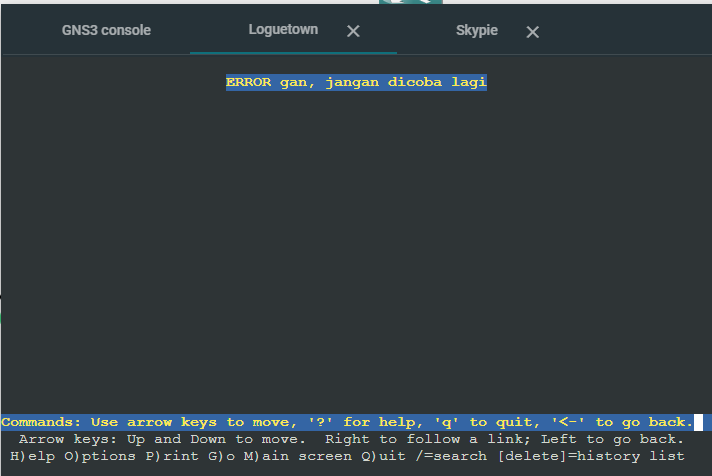 GNS3 console Loguetown Skypie
ERROR gan, jangan dicoba lagi
Commands: Use arrow keys to move, '?' for help, 'q' to quit, '<-' to go back.
Arrow keys: Up and Down to move. Right to follow a link; Left to go back.
H)elp O)ptions P)rint G)o M)ain screen Q)uit /=search [delete]=history list